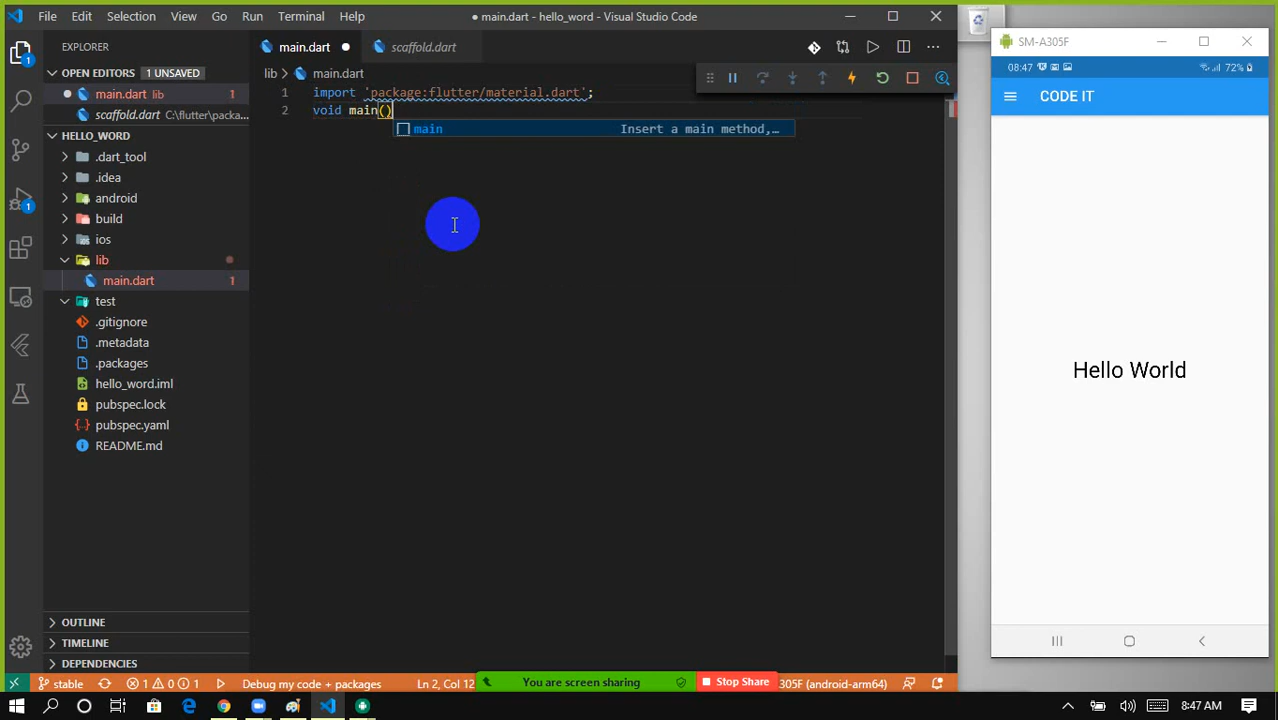 File Edit Selection View Go Run Terminal Help
● main.dart - hello_word - Visual Studio Code
EXPLORER
OPEN EDITORS 1 UNSAVED
main.dart lib 1
scaffold.dart C:\flutter\packa...
HELLO_WORD
.dart_tool
.idea
android
build
ios
lib
main.dart 1
test
.gitignore
.metadata
.packages
hello_word.iml
pubspec.lock
pubspec.yaml
README.md
OUTLINE
TIMELINE
DEPENDENCIES
1
1
main.dart ●
scaffold.dart
lib > main.dart
1 import 'package:flutter/material.dart';
2 void main()
main Insert a main method,…
SM-A305F
08:47 72%
CODE IT
Hello World
stable 1 0 1 Debug my code + packages Ln 2, Col 12
You are screen sharing
Stop Share
305F (android-arm64)
8:47 AM